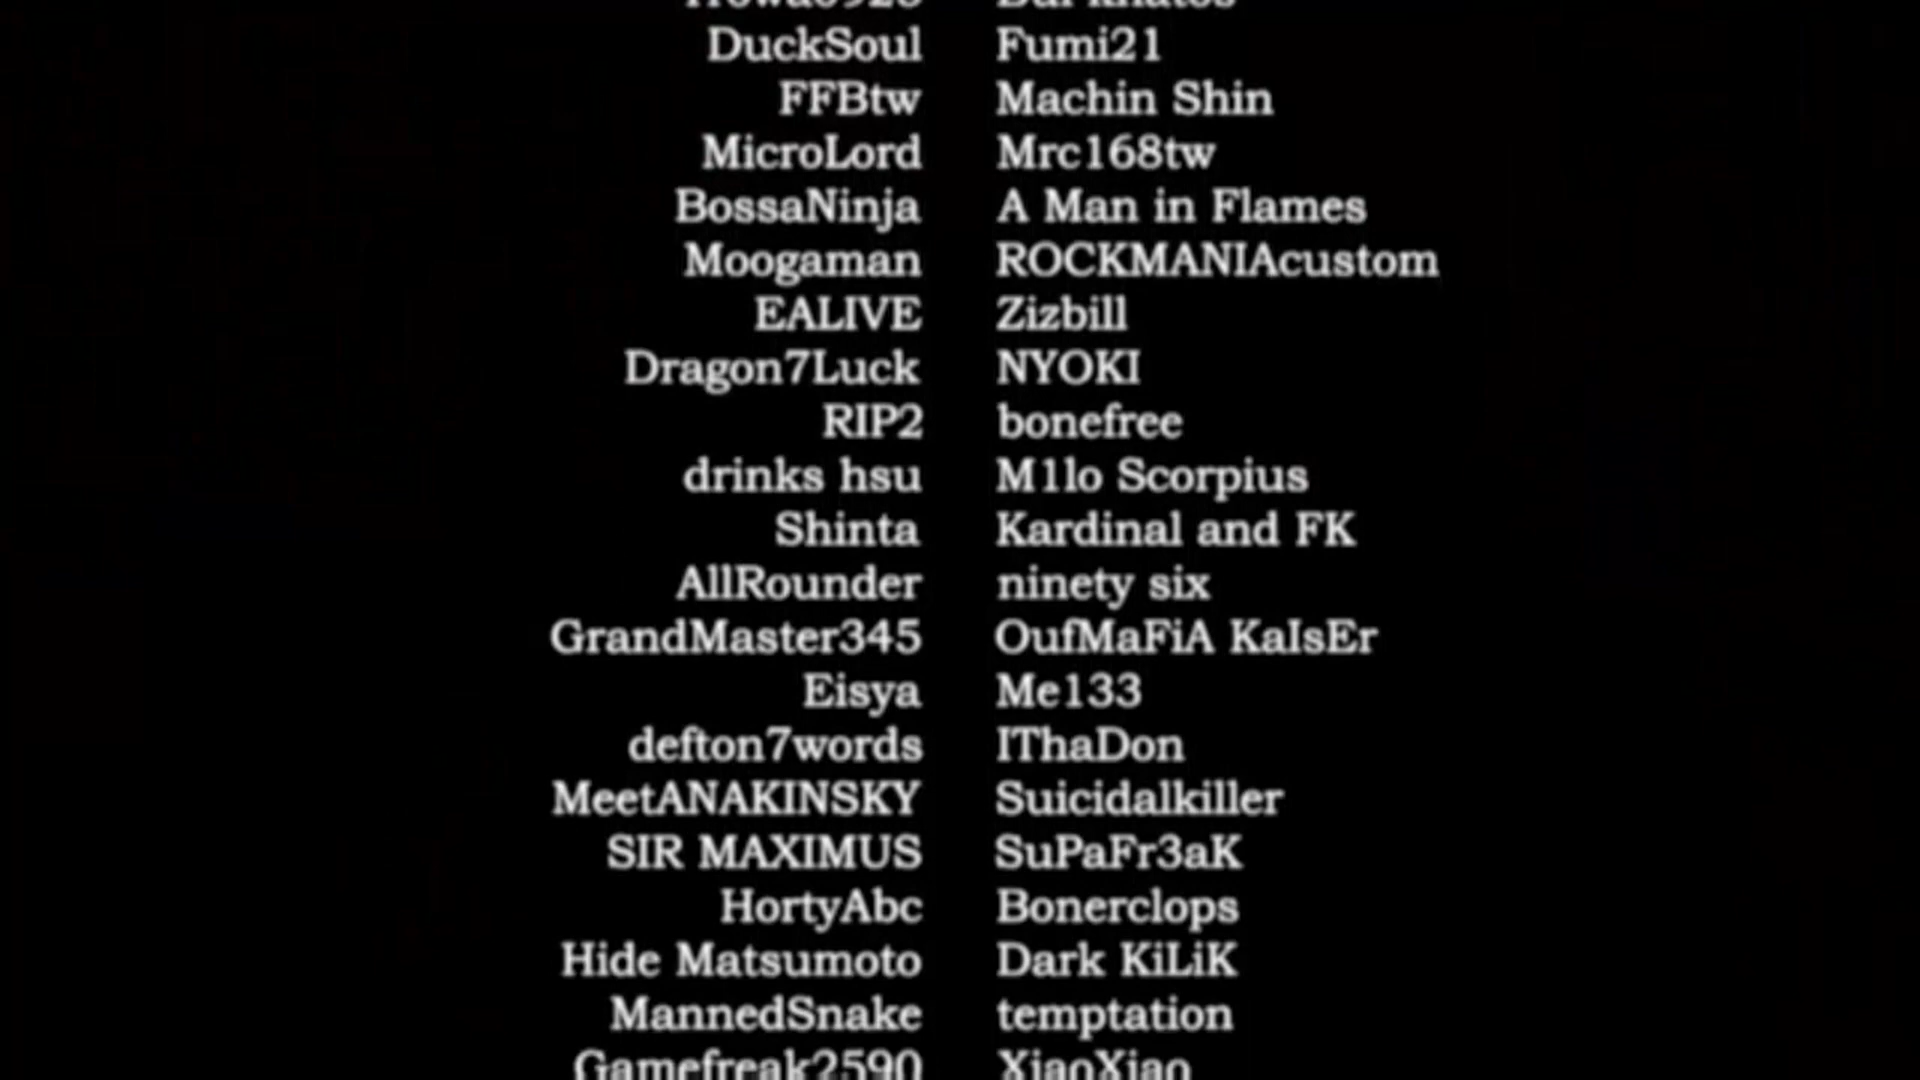 DuckSoul Fumi21
FFBtw Machin Shin
MicroLord Mrc168tw
BossaNinja A Man in Flames
Moogaman ROCKMANIAcustom
EALIVE Zizbill
Dragon7Luck NYOKI
RIP2 bonefree
drinks hsu M1lo Scorpius
Shinta Kardinal and FK
AllRounder ninety six
GrandMaster345 OufMaFiA KaIsEr
Eisya Me133
defton7words IThaDon
MeetANAKINSKY Suicidalkiller
SIR MAXIMUS SuPaFr3aK
HortyAbc Bonerclops
Hide Matsumoto Dark KiLiK
MannedSnake temptation
Gamefreak2590 XiaoXiao